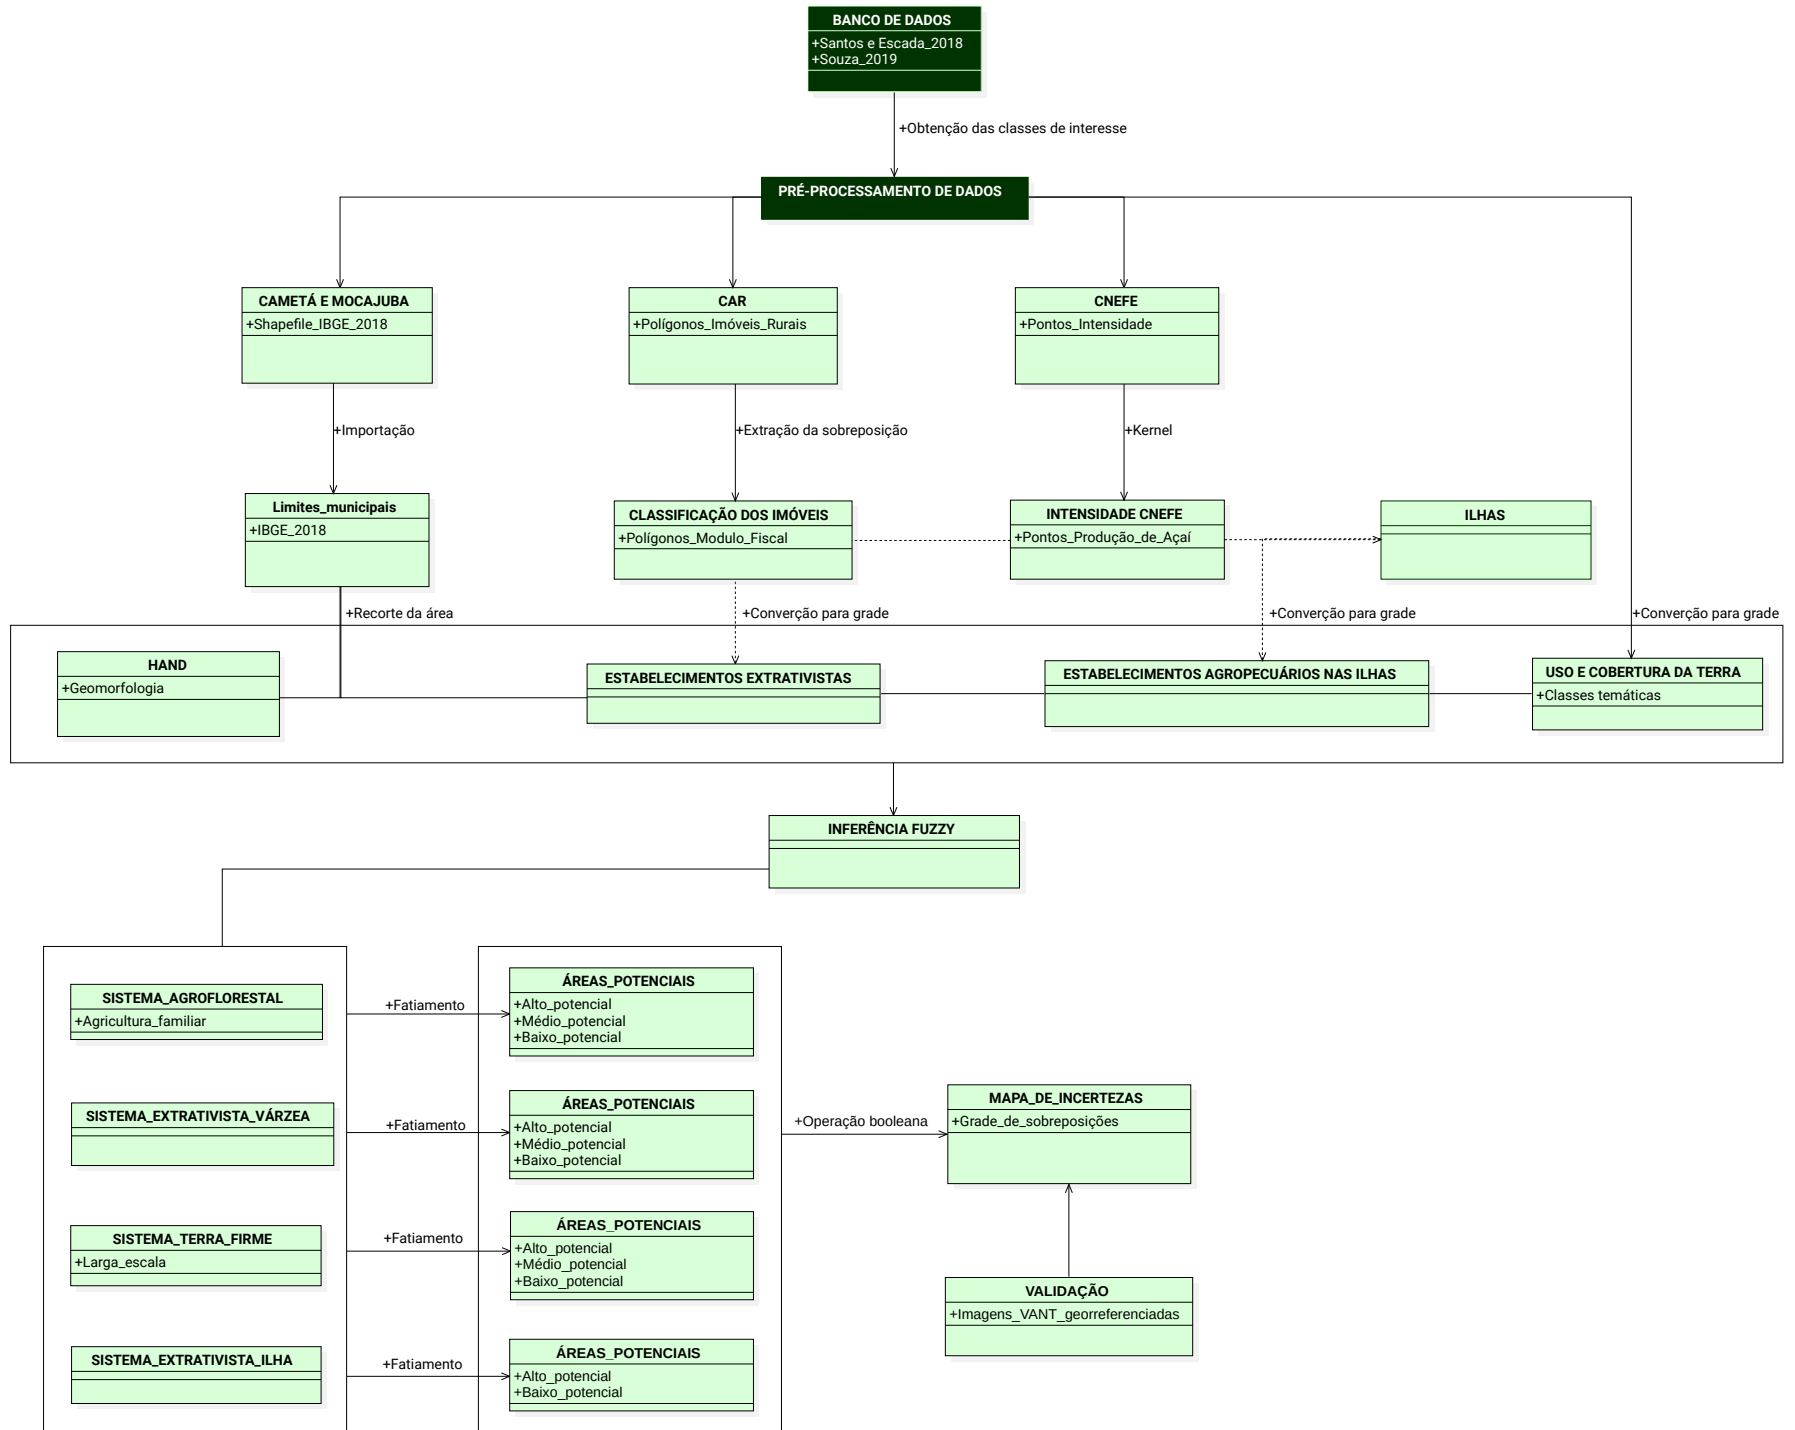 BANCO DE DADOS
+Santos e Escada_2018
+Souza_2019
+Obtenção das classes de interesse
PRÉ-PROCESSAMENTO DE DADOS
CAMETÁ E MOCAJUBA
+Shapefile_IBGE_2018
CAR
+Polígonos_Imóveis_Rurais
CNEFE
+Pontos_Intensidade
+Importação
+Extração da sobreposição
+Kernel
Limites_municipais
+IBGE_2018
CLASSIFICAÇÃO DOS IMÓVEIS
+Polígonos_Modulo_Fiscal
INTENSIDADE CNEFE
+Pontos_Produção_de_Açaí
ILHAS
+Recorte da área
+Converção para grade
+Converção para grade
+Converção para grade
HAND
+Geomorfologia
ESTABELECIMENTOS EXTRATIVISTAS
ESTABELECIMENTOS AGROPECUÁRIOS NAS ILHAS
USO E COBERTURA DA TERRA
+Classes temáticas
INFERÊNCIA FUZZY
SISTEMA_AGROFLORESTAL
+Agricultura_familiar
+Fatiamento
ÁREAS_POTENCIAIS
+Alto_potencial
+Médio_potencial
+Baixo_potencial
SISTEMA_EXTRATIVISTA_VÁRZEA
+Fatiamento
ÁREAS_POTENCIAIS
+Alto_potencial
+Médio_potencial
+Baixo_potencial
+Operação booleana
MAPA_DE_INCERTEZAS
+Grade_de_sobreposições
SISTEMA_TERRA_FIRME
+Larga_escala
+Fatiamento
ÁREAS_POTENCIAIS
+Alto_potencial
+Médio_potencial
+Baixo_potencial
VALIDAÇÃO
+Imagens_VANT_georreferenciadas
SISTEMA_EXTRATIVISTA_ILHA
+Fatiamento
ÁREAS_POTENCIAIS
+Alto_potencial
+Baixo_potencial